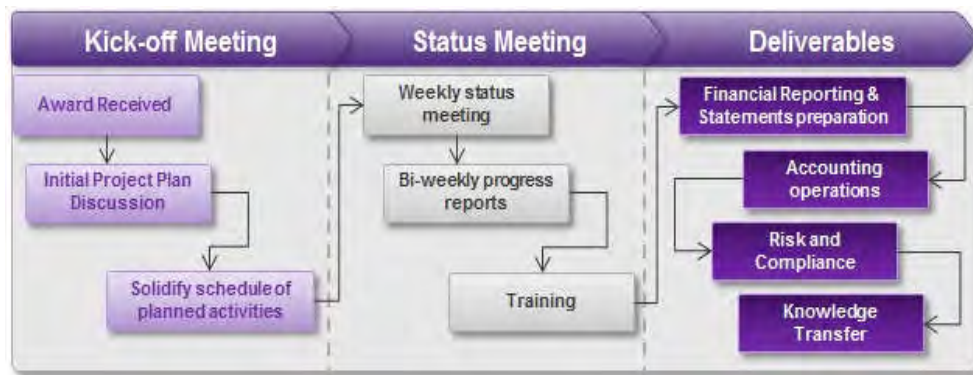 Kick-off Meeting
Status Meeting
Deliverables
Award Received
Initial Project Plan
Discussion
Solidify schedule of
planned activities
Weekly status
meeting
Bi-weekly progress
reports
Training
Financial Reporting &
Statements preparation
Accounting
operations
Risk and
Compliance
Knowledge
Transfer